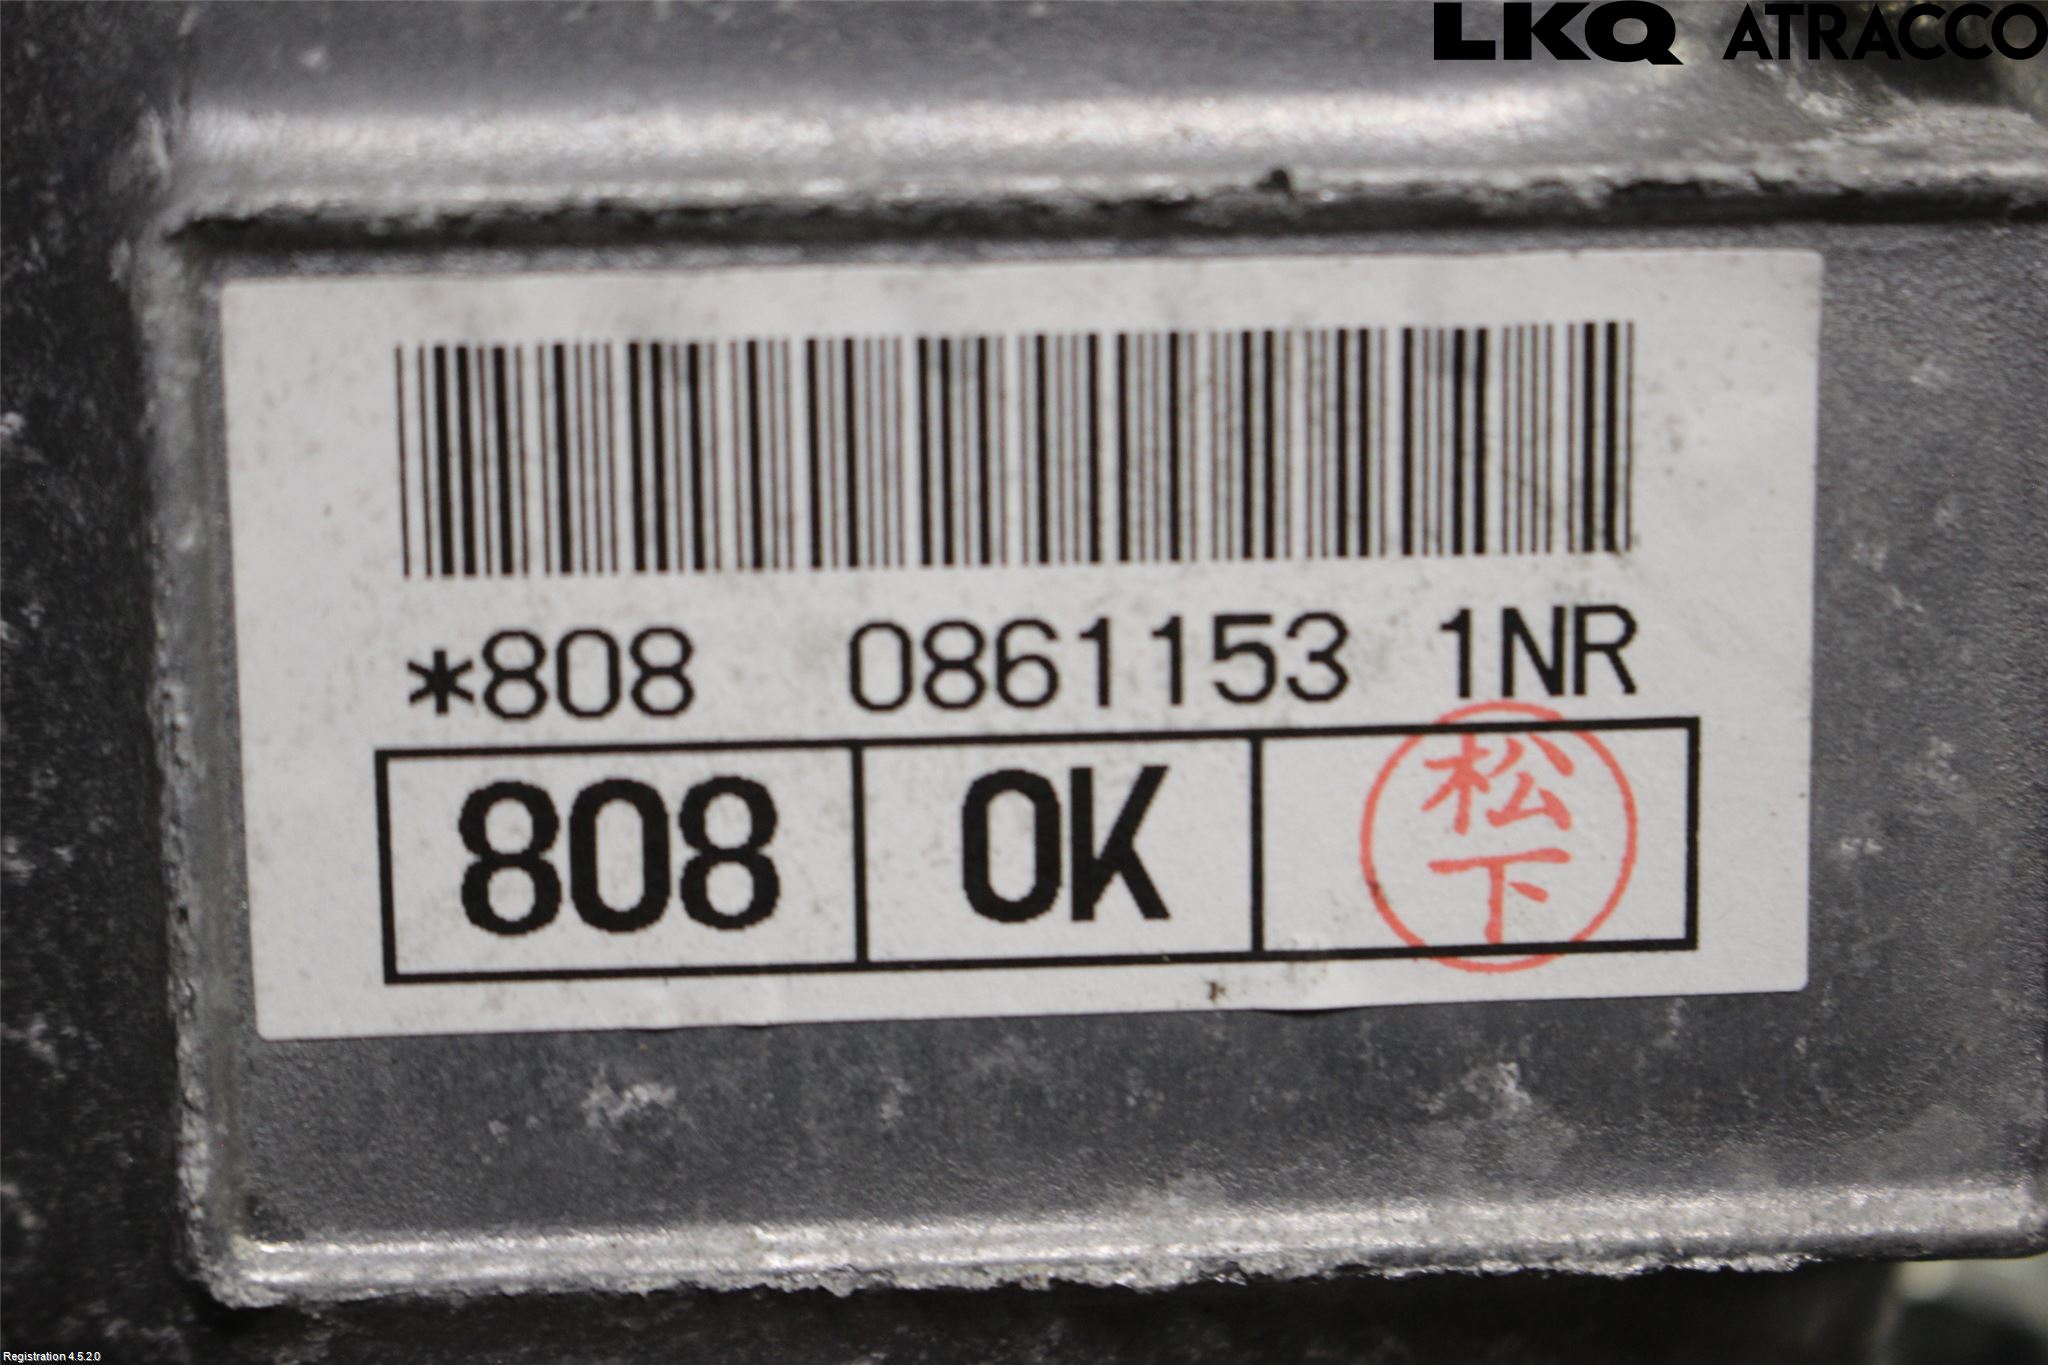 LKQ ATRACCO
*808 0861153 1NR
808 OK 松下
Registration 4.5.2.0